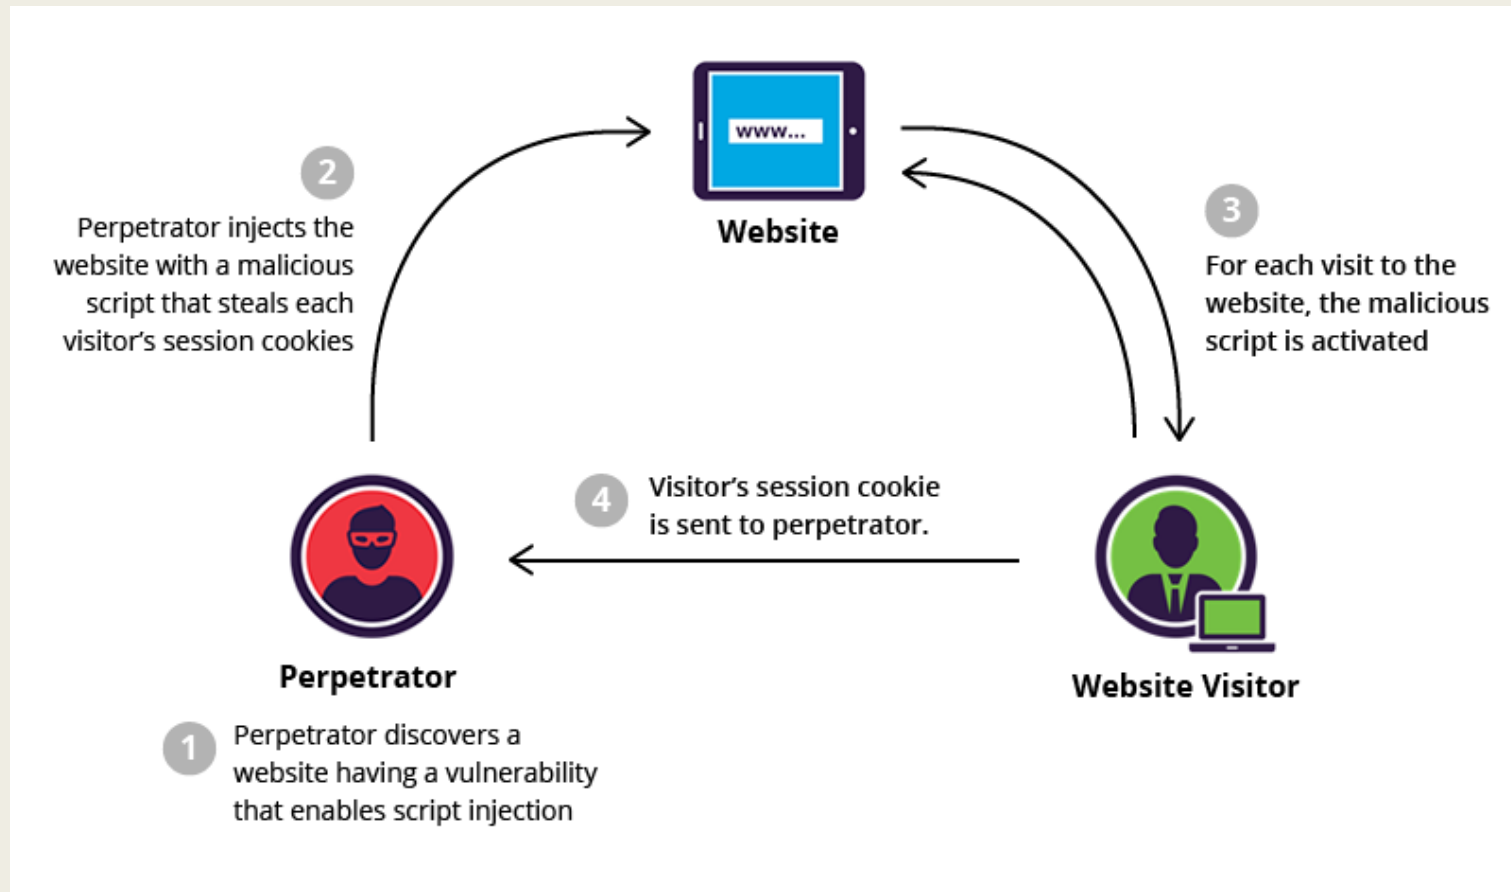 www...
Website
2
Perpetrator injects the
website with a malicious
script that steals each
visitor's session cookies
3
For each visit to the
website, the malicious
script is activated
4
Visitor's session cookie
is sent to perpetrator.
Perpetrator
Website Visitor
1
Perpetrator discovers a
website having a vulnerability
that enables script injection